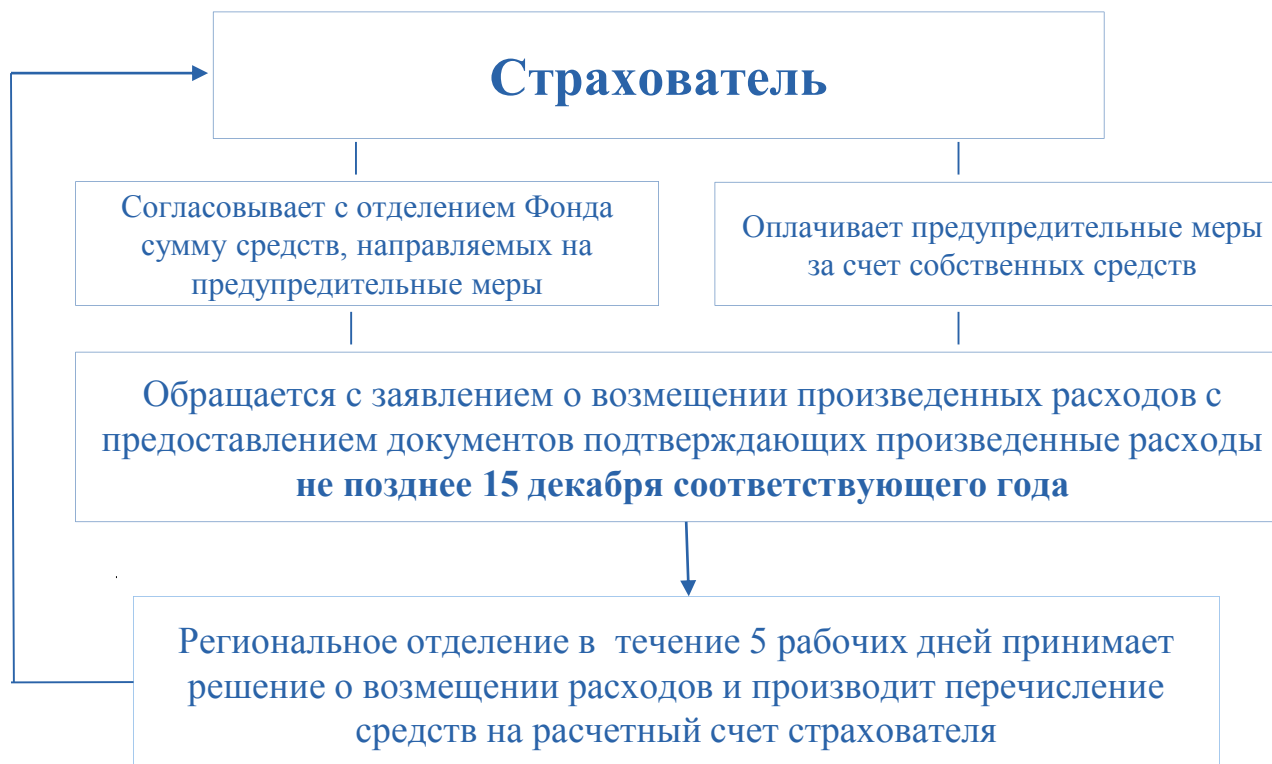 Страхователь
Согласовывает с отделением Фонда
сумму средств, направляемых на
предупредительные меры
Оплачивает предупредительные меры
за счет собственных средств
Обращается с заявлением о возмещении произведенных расходов с
предоставлением документов подтверждающих произведенные расходы
не позднее 15 декабря соответствующего года
Региональное отделение в течение 5 рабочих дней принимает
решение о возмещении расходов и производит перечисление
средств на расчетный счет страхователя